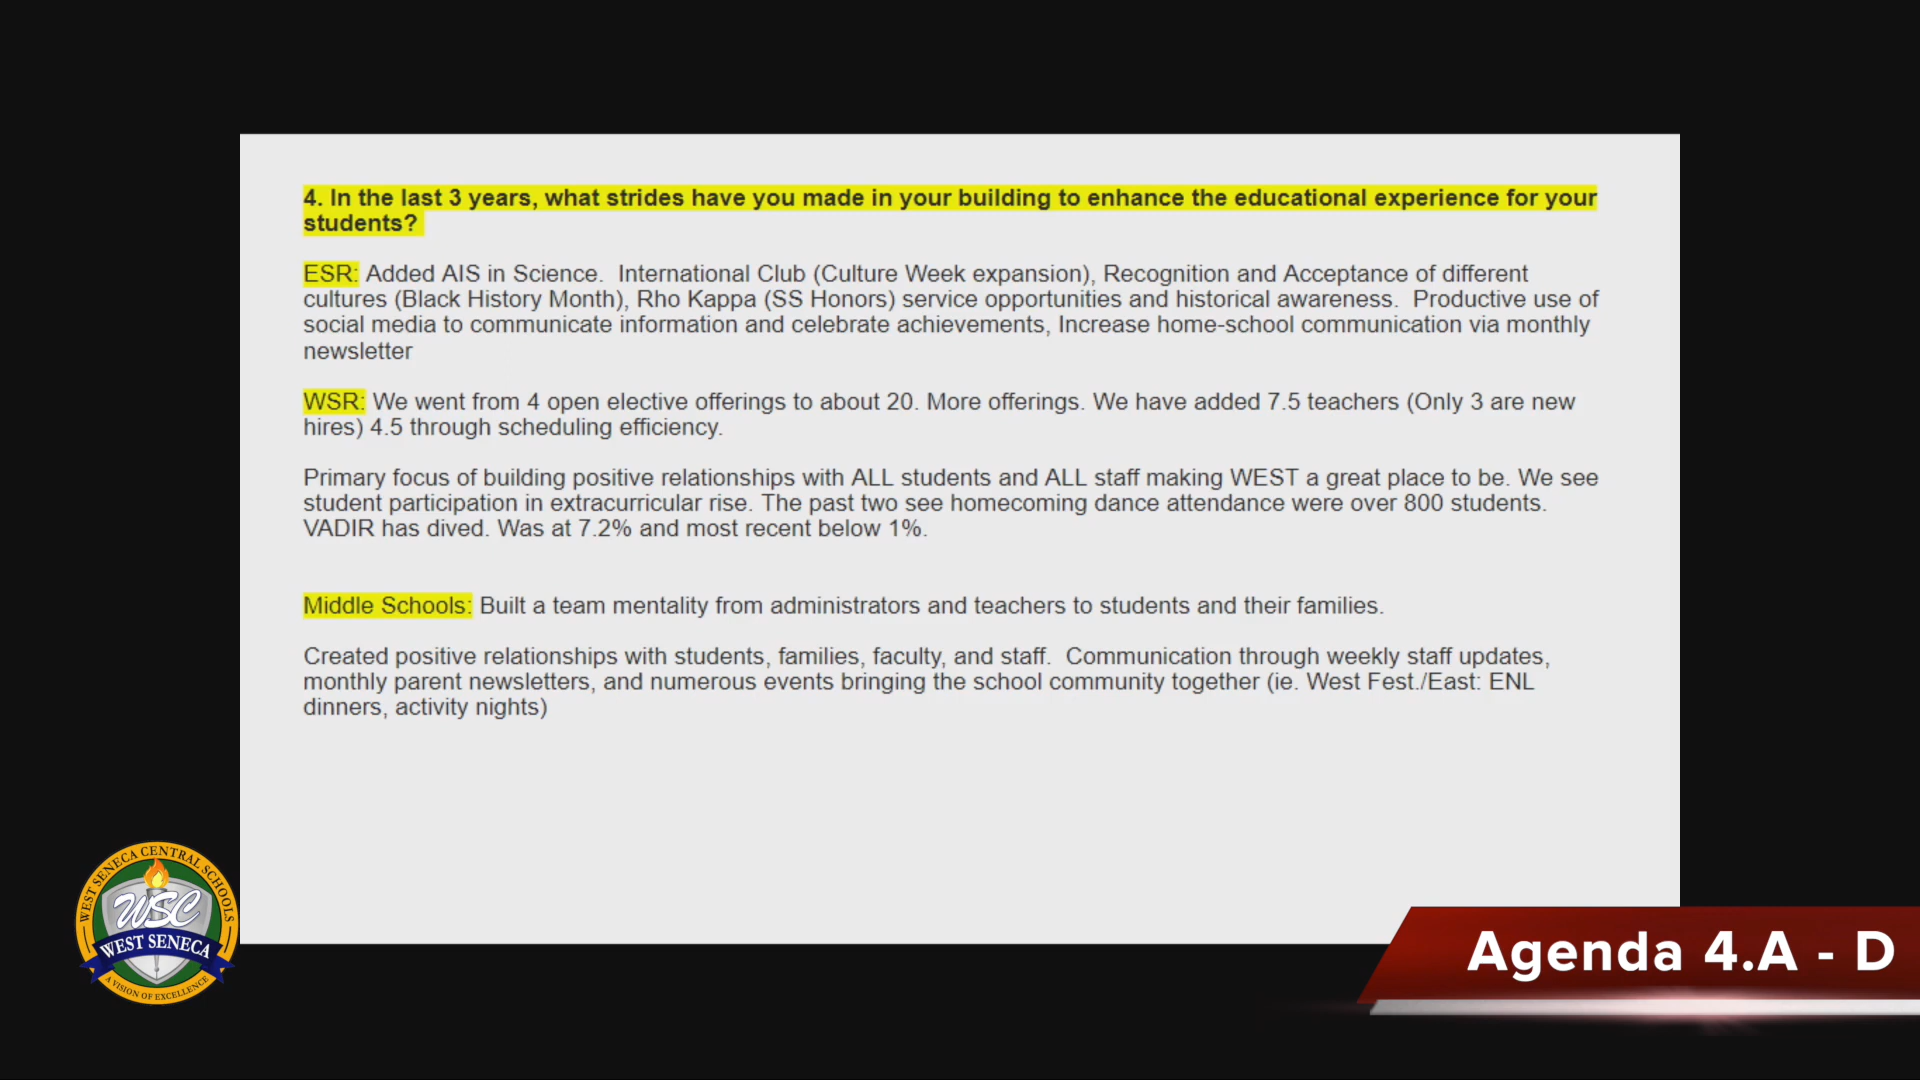 4. In the last 3 years, what strides have you made in your building to enhance the educational experience for your
students?
ESR: Added AIS in Science.  International Club (Culture Week expansion), Recognition and Acceptance of different
cultures (Black History Month), Rho Kappa (SS Honors) service opportunities and historical awareness.  Productive use of
social media to communicate information and celebrate achievements, Increase home-school communication via monthly
newsletter
WSR: We went from 4 open elective offerings to about 20. More offerings. We have added 7.5 teachers (Only 3 are new
hires) 4.5 through scheduling efficiency.
Primary focus of building positive relationships with ALL students and ALL staff making WEST a great place to be. We see
student participation in extracurricular rise. The past two see homecoming dance attendance were over 800 students.
VADIR has dived. Was at 7.2% and most recent below 1%.
Middle Schools: Built a team mentality from administrators and teachers to students and their families.
Created positive relationships with students, families, faculty, and staff.  Communication through weekly staff updates,
monthly parent newsletters, and numerous events bringing the school community together (ie. West Fest./East: ENL
dinners, activity nights)
WEST SENECA CENTRAL SCHOOLS
WSC
WEST SENECA
A VISION OF EXCELLENCE
Agenda 4.A - D